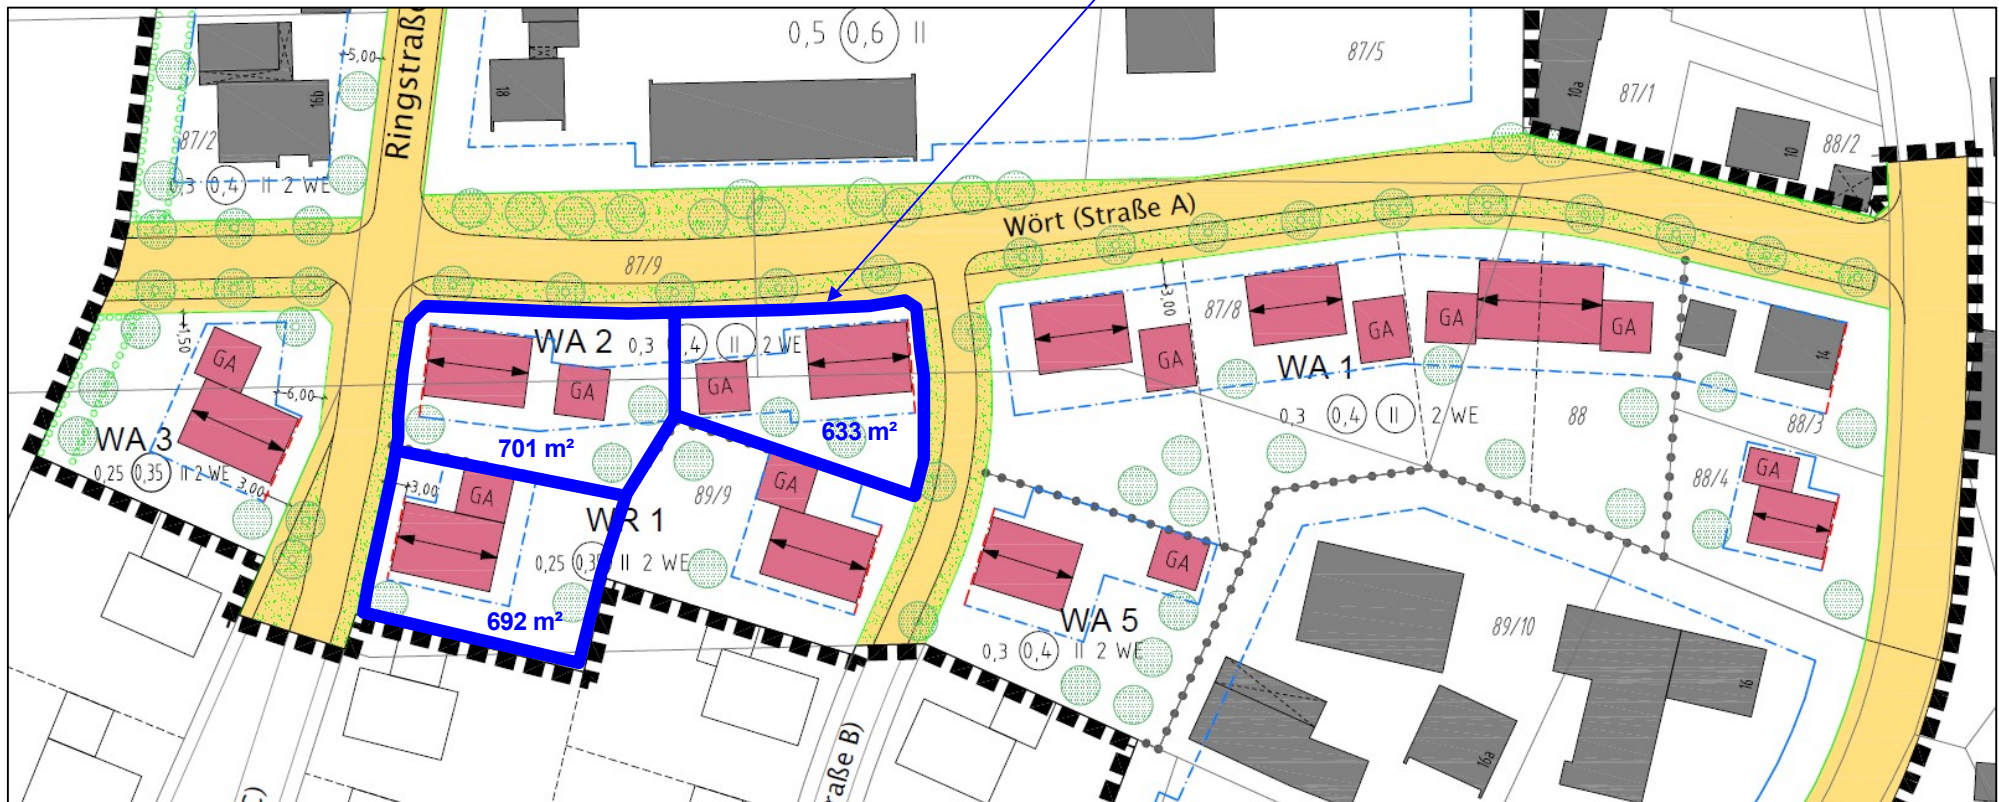 0,5 0,6 II
87/5
5,00
Ringstraße
16b
18
10a
87/1
10
88/2
87/2
0,3 0,4 II 2 WE
Wört (Straße A)
87/9
3,00
87/8
1,50
GA
WA 2 0,3 0,4 II 2 WE
GA
GA
GA
GA
GA
GA
WA 1
0,3 0,4 II 2 WE
88
14
88/3
6,00
WA 3
0,25 0,35 II 2 WE
3,00
701 m²
633 m²
3,00
GA
89/9
GA
WR 1
0,25 0,35 II 2 WE
692 m²
GA
88/4
GA
WA 5
0,3 0,4 II 2 WE
89/10
16
16a
raße B)